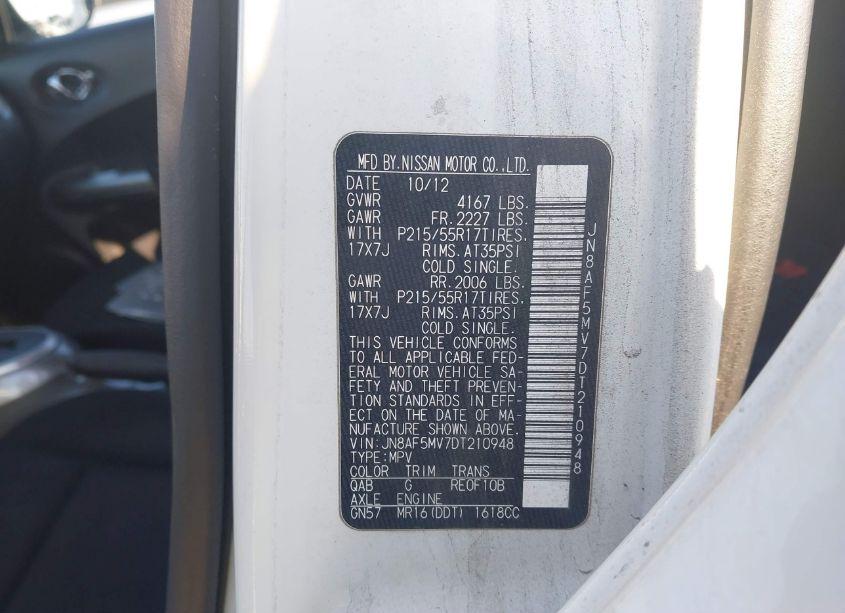 MFD BY.NISSAN MOTOR CO.,LTD.
DATE 10/12
GVWR 4167 LBS.
GAWR FR.2227 LBS.
WITH P215/55R17TIRES,
17X7J RIMS,AT35PSI
COLD SINGLE.
GAWR RR.2006 LBS.
WITH P215/55R17TIRES,
17X7J RIMS,AT35PSI
COLD SINGLE.
THIS VEHICLE CONFORMS
TO ALL APPLICABLE FED-
ERAL MOTOR VEHICLE SA-
FETY AND THEFT PREVEN-
TION STANDARDS IN EFF-
ECT ON THE DATE OF MA-
NUFACTURE SHOWN ABOVE.
VIN:JN8AF5MV7DT210948
TYPE:MPV
COLOR TRIM TRANS
QAB G REOF10B
AXLE ENGINE
GN57 MR16(DDT) 1618CC
JN8AF5MV7DT210948